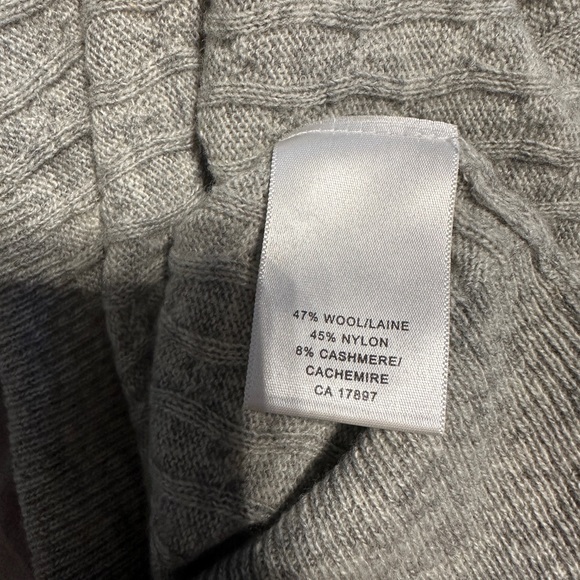 47% WOOL/LAINE
45% NYLON
8% CASHMERE/
CACHEMIRE
CA 17897